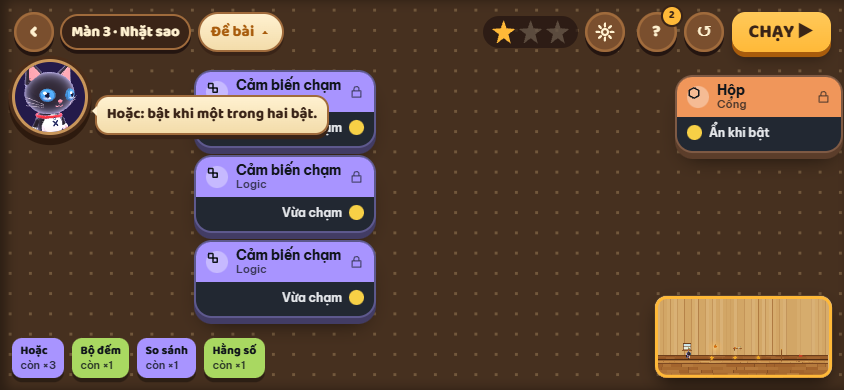 Màn 3 · Nhặt sao
Đề bài
2
?
CHẠY
Hoặc: bật khi một trong hai bật.
Cảm biến chạm
Cảm biến chạm
Logic
Vừa chạm
Cảm biến chạm
Logic
Vừa chạm
Hộp
Cổng
Ẩn khi bật
Hoặc
còn ×3
Bộ đếm
còn ×1
So sánh
còn ×1
Hằng số
còn ×1